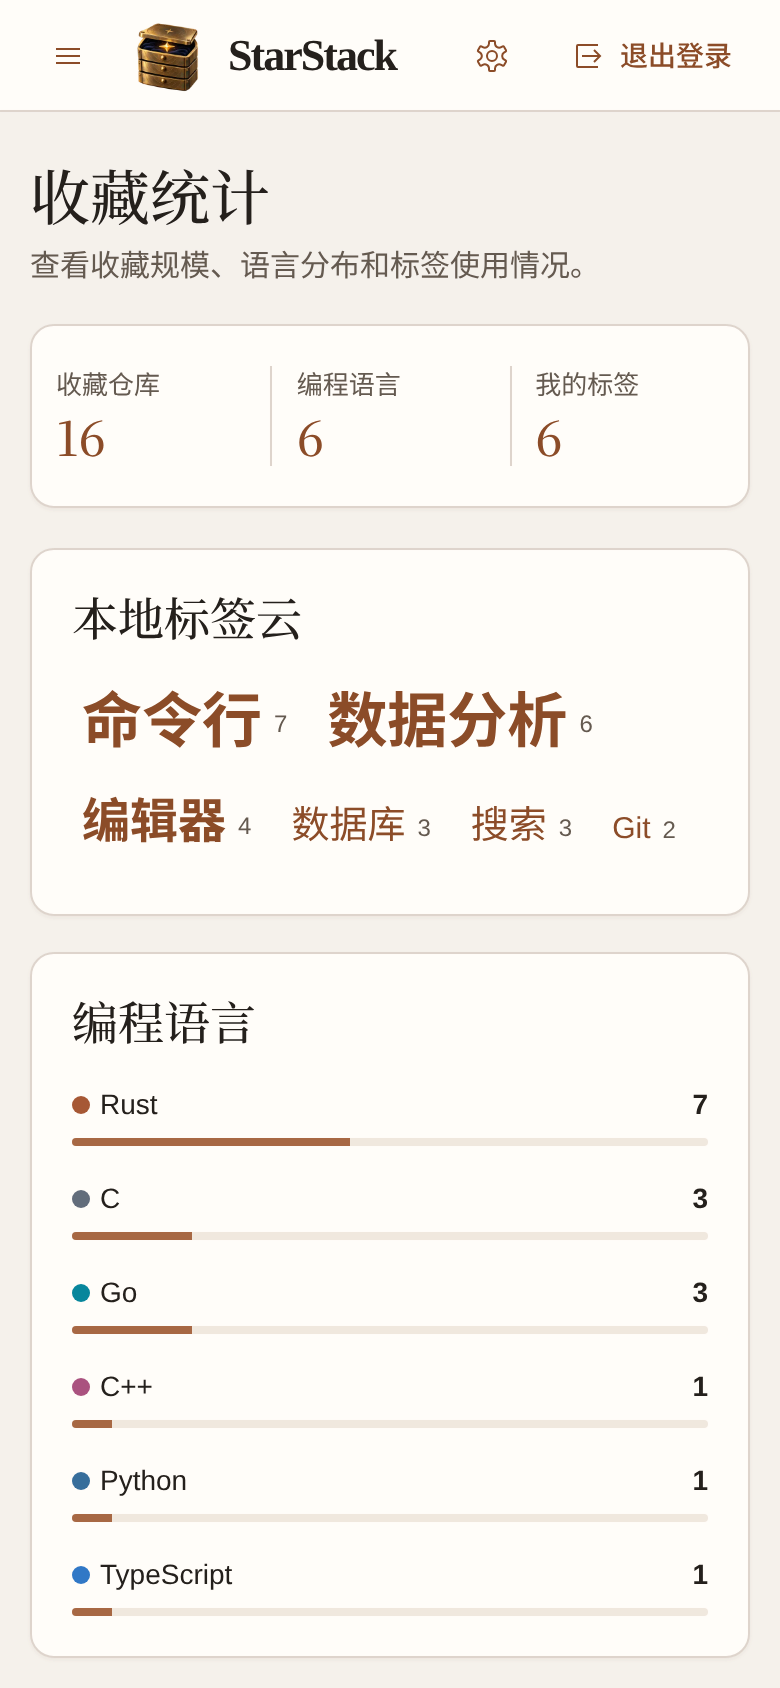 StarStack 退出登录
收藏统计
查看收藏规模、语言分布和标签使用情况。
收藏仓库 编程语言 我的标签
16 6 6
本地标签云
命令行 7 数据分析 6
编辑器 4 数据库 3 搜索 3 Git 2
编程语言
Rust 7
C 3
Go 3
C++ 1
Python 1
TypeScript 1